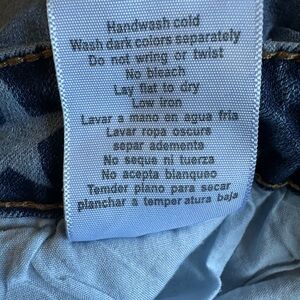 Handwash cold
Wash dark colors separately
Do not wring or twist
No bleach
Lay flat to dry
Low iron
Lavar a mano en agua fria
Lavar ropa oscura
separ adementa
No seque ni tuerza
No acepta blanqueo
Temder plano para secar
planchar a temper atura baja